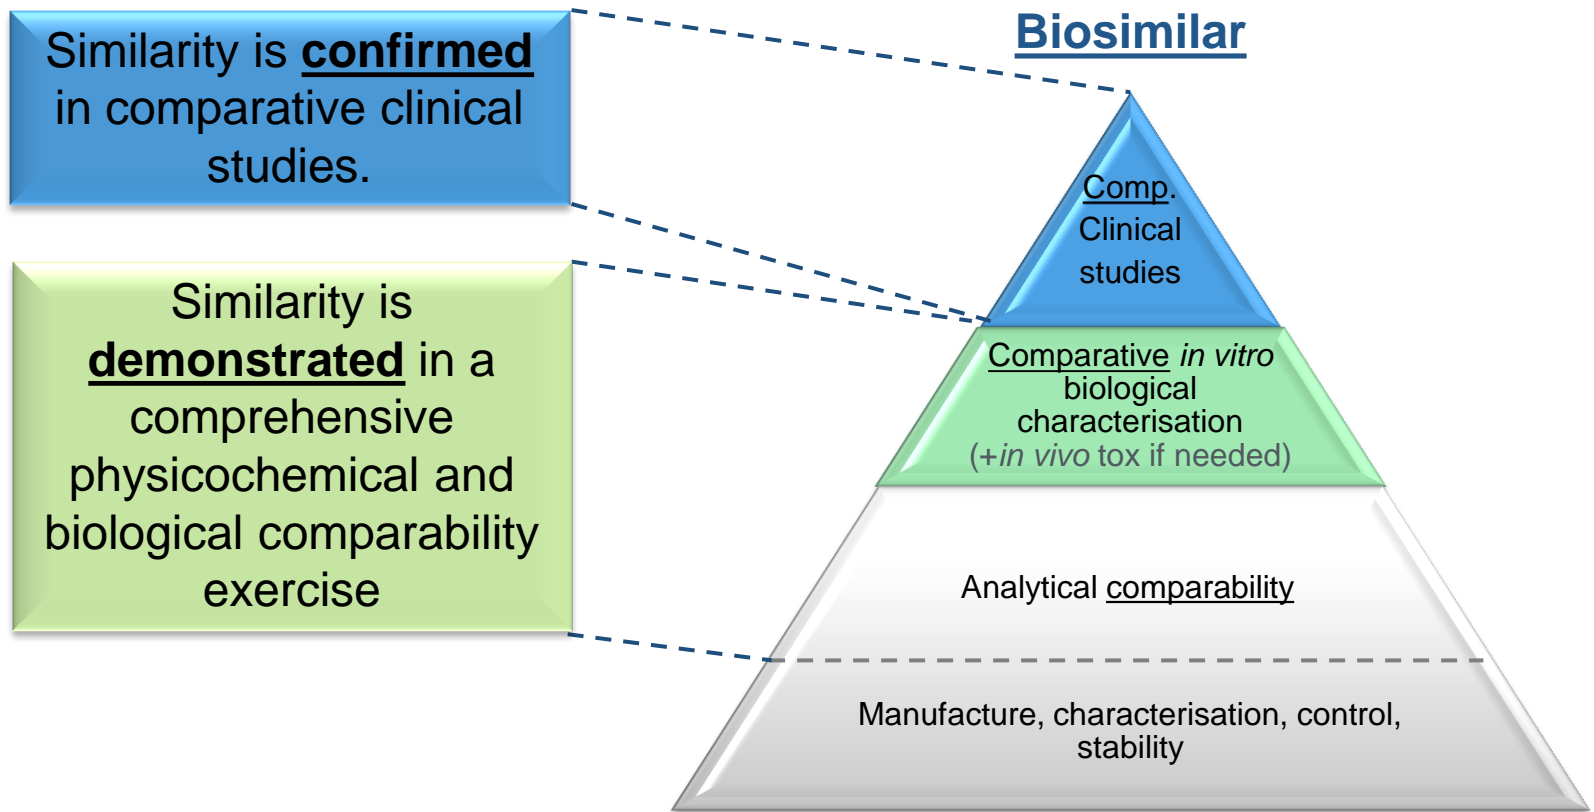 Similarity is confirmed
in comparative clinical
studies.
Similarity is
demonstrated in a
comprehensive
physicochemical and
biological comparability
exercise
Biosimilar
Comp.
Clinical
studies
Comparative in vitro
biological
characterisation
(+in vivo tox if needed)
Analytical comparability
Manufacture, characterisation, control,
stability